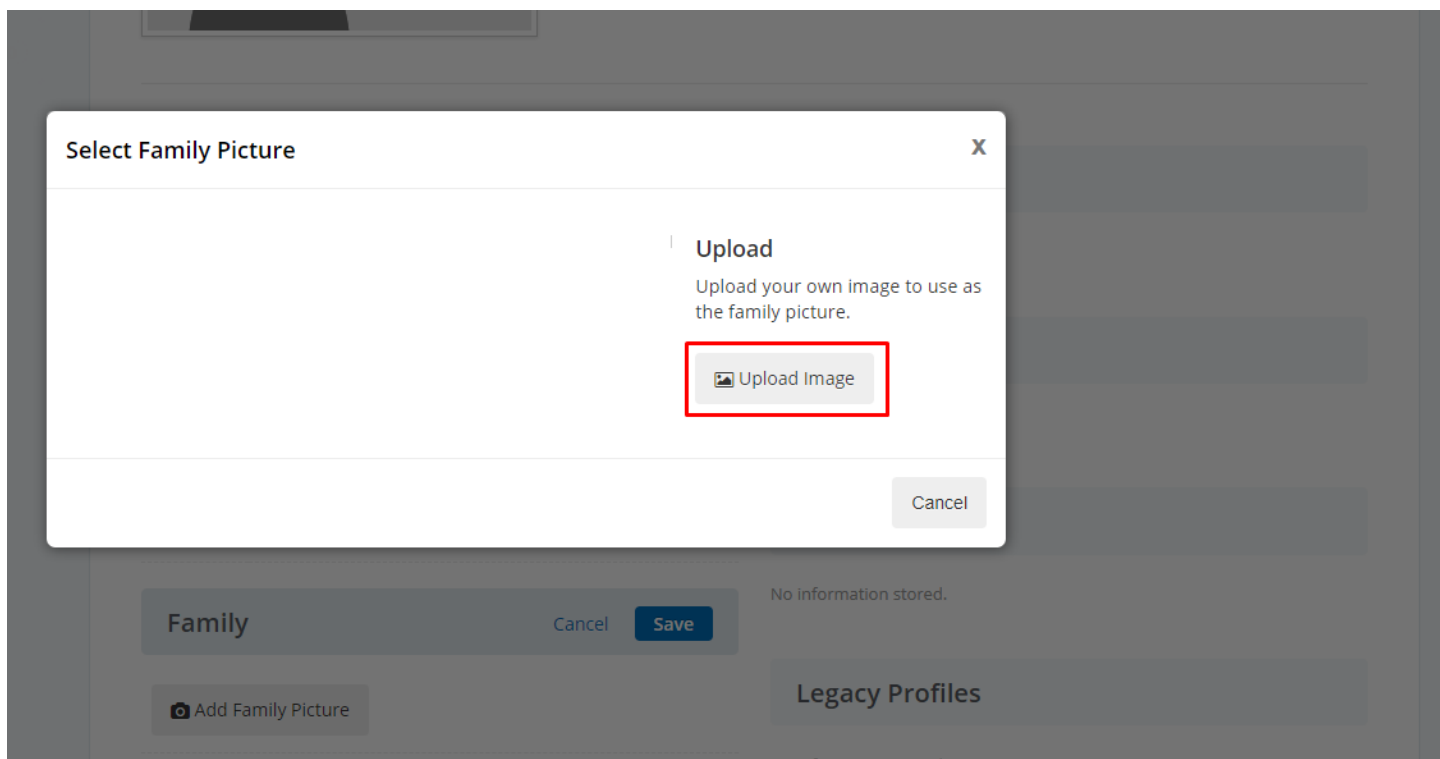 Select Family Picture
X
Upload
Upload your own image to use as
the family picture.
Upload Image
Cancel
No information stored.
Family
Cancel
Save
Legacy Profiles
Add Family Picture